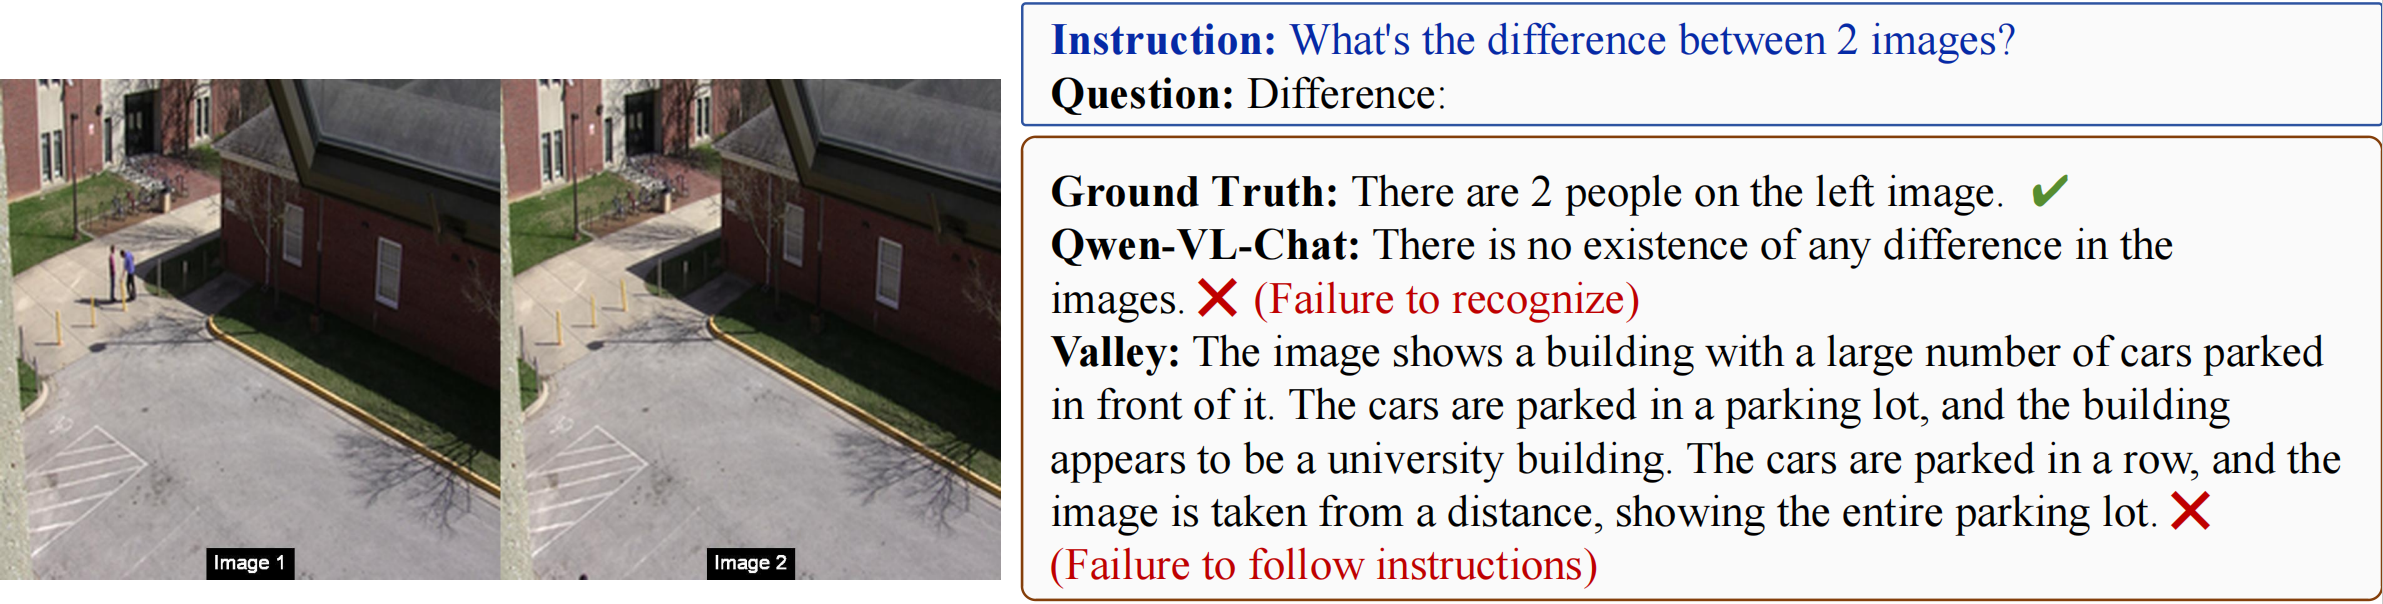 Image 1
Image 2
Instruction: What's the difference between 2 images?
Question: Difference:
Ground Truth: There are 2 people on the left image. ✔
Qwen-VL-Chat: There is no existence of any difference in the
images. ✕ (Failure to recognize)
Valley: The image shows a building with a large number of cars parked
in front of it. The cars are parked in a parking lot, and the building
appears to be a university building. The cars are parked in a row, and the
image is taken from a distance, showing the entire parking lot. ✕
(Failure to follow instructions)